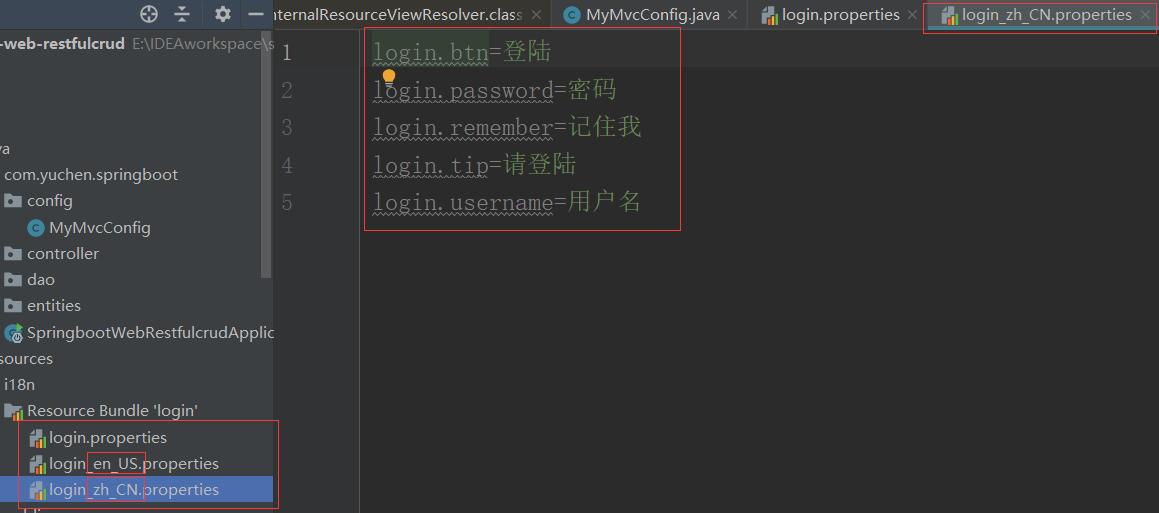 -web-restfulcrud E:\IDEAworkspace\s
va
com.yuchen.springboot
config
MyMvcConfig
controller
dao
entities
SpringbootWebRestfulcrudApplic
sources
i18n
Resource Bundle 'login'
login.properties
login_en_US.properties
login_zh_CN.properties
nternalResourceViewResolver.class MyMvcConfig.java login.properties login_zh_CN.properties
1 login.btn=登陆
2 login.password=密码
3 login.remember=记住我
4 login.tip=请登陆
5 login.username=用户名